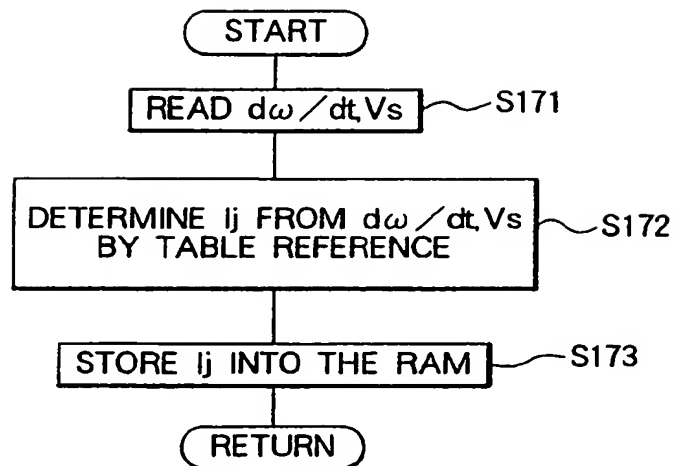 START
READ dω/dt,Vs
S171
DETERMINE Ij FROM dω/dt,Vs
BY TABLE REFERENCE
S172
STORE Ij INTO THE RAM
S173
RETURN